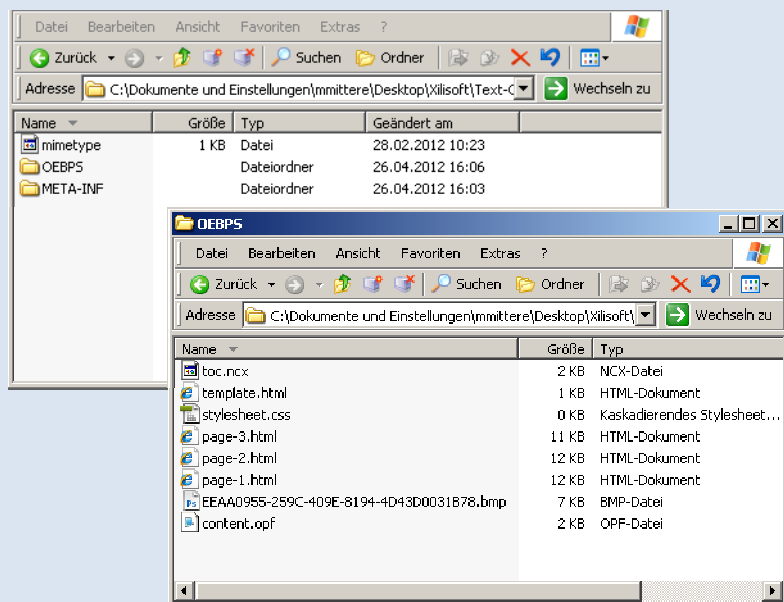 Datei Bearbeiten Ansicht Favoriten Extras ?
Zurück Suchen Ordner
Adresse C:\Dokumente und Einstellungen\mmittere\Desktop\Xilisoft\Text-C Wechseln zu
Name Größe Typ Geändert am
mimetype 1 KB Datei 28.02.2012 10:23
OEBPS Dateiordner 26.04.2012 16:06
META-INF Dateiordner 26.04.2012 16:03
OEBPS
Datei Bearbeiten Ansicht Favoriten Extras ?
Zurück Suchen Ordner
Adresse C:\Dokumente und Einstellungen\mmittere\Desktop\Xilisoft\ Wechseln zu
Name Größe Typ
toc.ncx 2 KB NCX-Datei
template.html 1 KB HTML-Dokument
stylesheet.css 0 KB Kaskadierendes Stylesheet...
page-3.html 11 KB HTML-Dokument
page-2.html 12 KB HTML-Dokument
page-1.html 12 KB HTML-Dokument
EEAA0955-259C-409E-8194-4D43D0031B78.bmp 7 KB BMP-Datei
content.opf 2 KB OPF-Datei